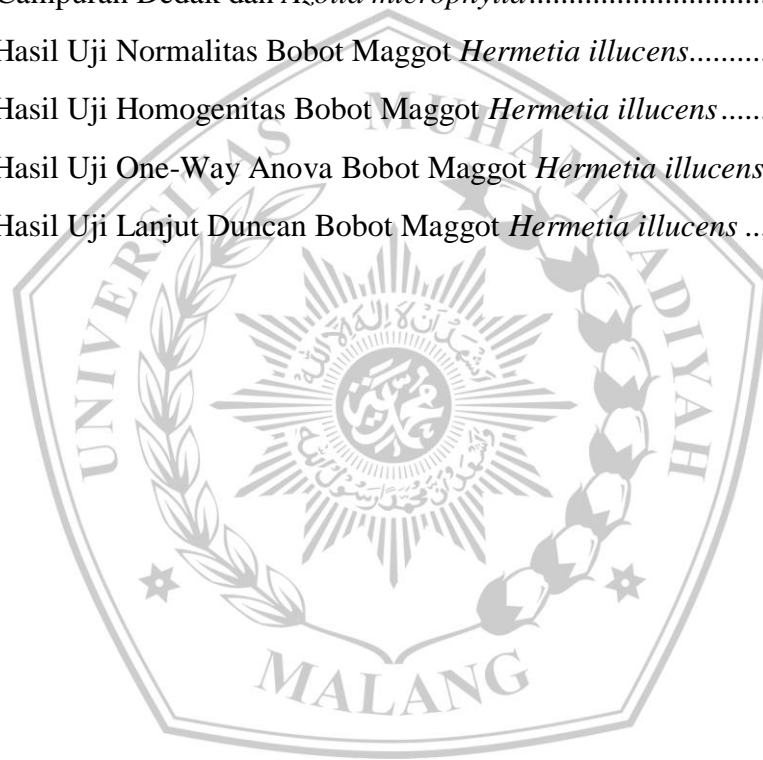 Campuran Dedak dan Azolla microphylla..............................
Hasil Uji Normalitas Bobot Maggot Hermetia illucens..........
Hasil Uji Homogenitas Bobot Maggot Hermetia illucens ......
Hasil Uji One-Way Anova Bobot Maggot Hermetia illucens
Hasil Uji Lanjut Duncan Bobot Maggot Hermetia illucens ...
UNIVERSITAS MUHAMMADIYAH
MALANG